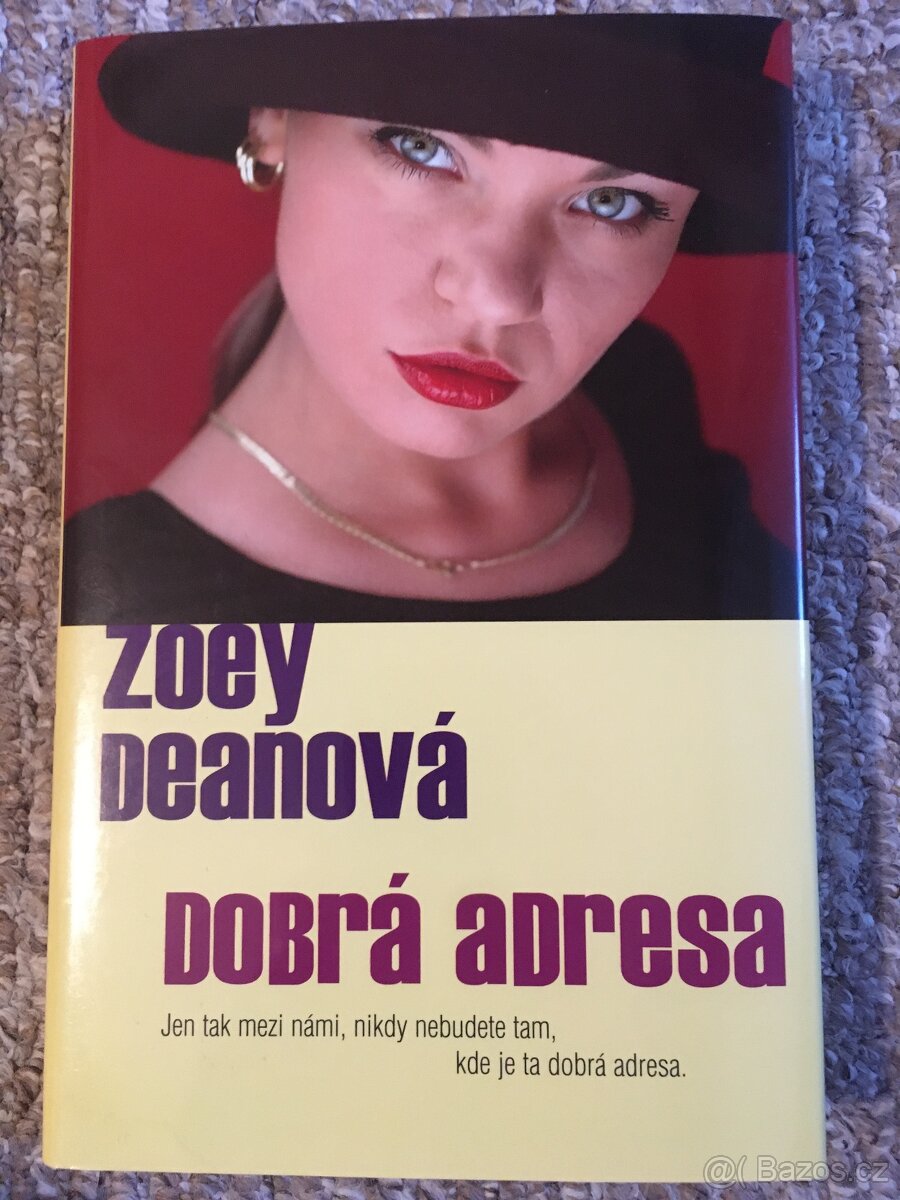 Zoey
Deanová
Dobrá adresa
Jen tak mezi námi, nikdy nebudete tam,
kde je ta dobrá adresa.
@( Bazos.cz